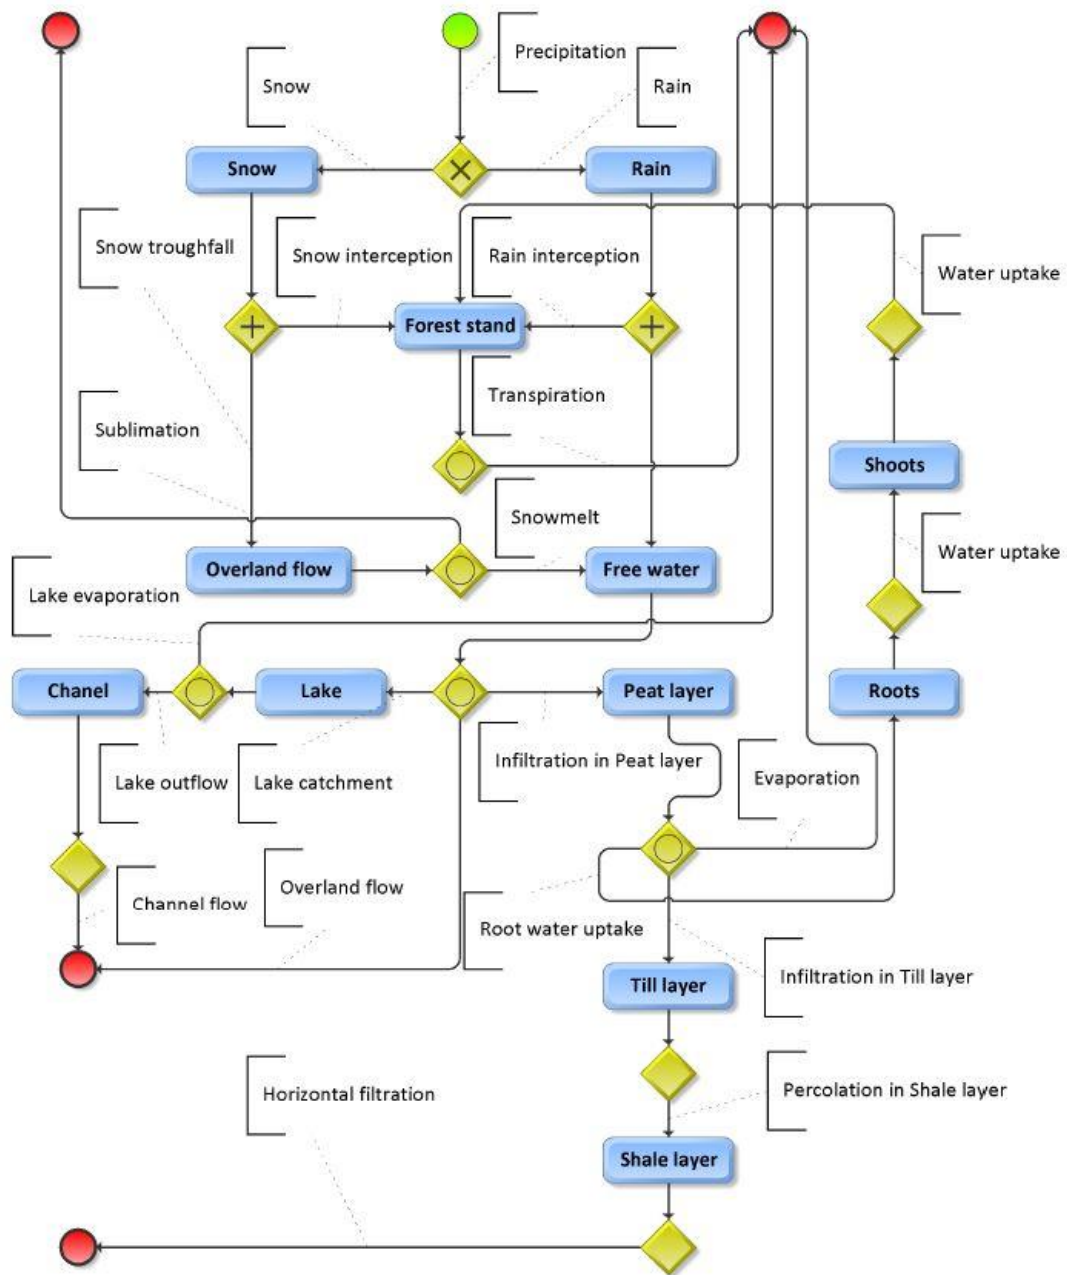 Precipitation
Snow
Rain
Snow
Rain
Snow troughfall
Snow interception
Rain interception
Water uptake
Forest stand
Transpiration
Sublimation
Shoots
Snowmelt
Water uptake
Overland flow
Free water
Lake evaporation
Chanel
Lake
Peat layer
Roots
Infiltration in Peat layer
Lake outflow
Lake catchment
Evaporation
Overland flow
Channel flow
Root water uptake
Infiltration in Till layer
Till layer
Percolation in Shale layer
Horizontal filtration
Shale layer